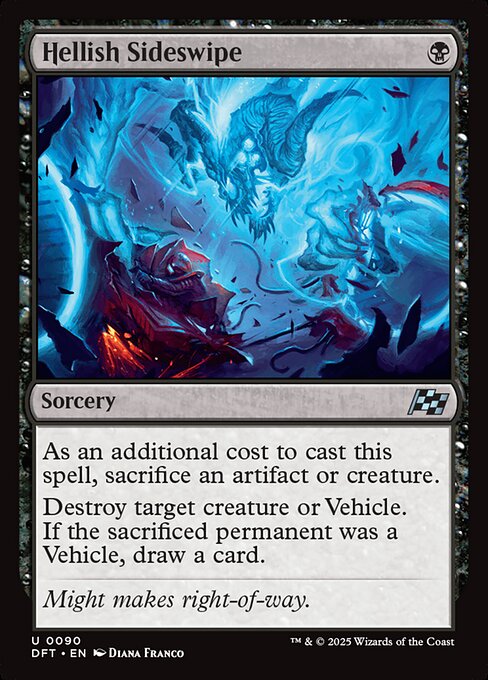 Hellish Sideswipe
Sorcery
As an additional cost to cast this
spell, sacrifice an artifact or creature.
Destroy target creature or Vehicle.
If the sacrificed permanent was a
Vehicle, draw a card.
Might makes right-of-way.
U 0090
DFT • EN Diana Franco
™ & © 2025 Wizards of the Coast